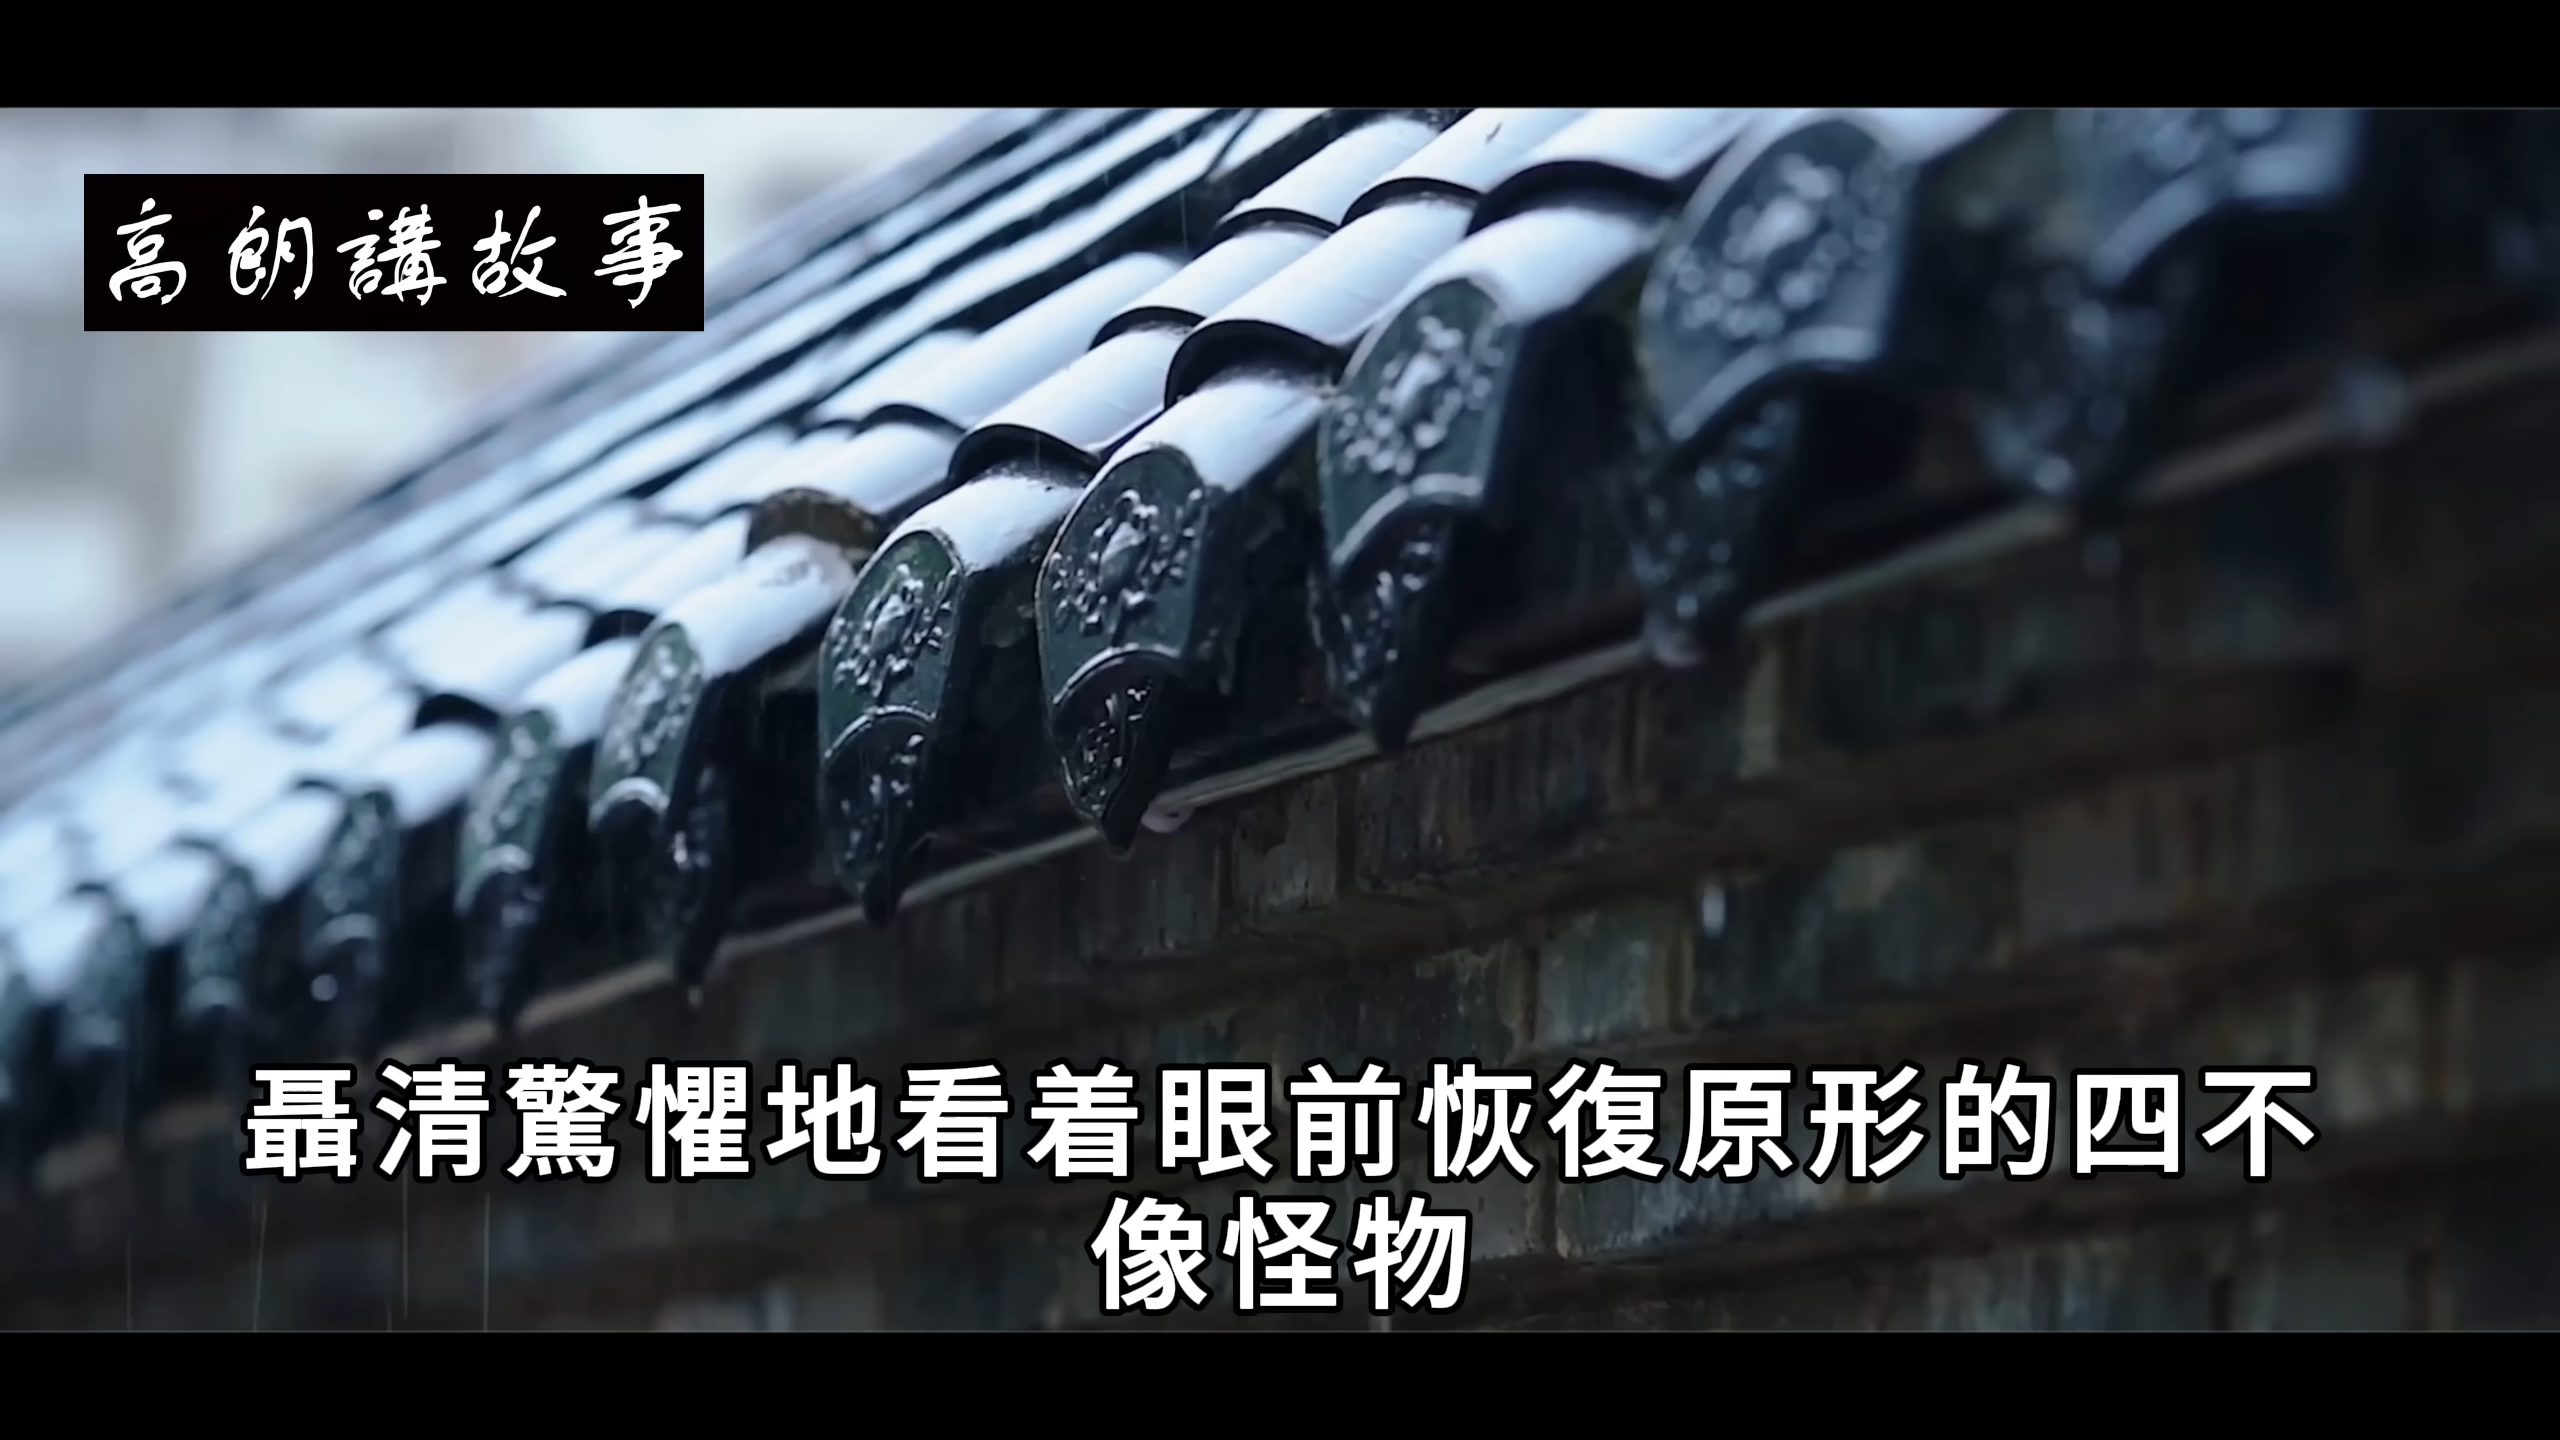 高朗講故事
聶清驚懼地看着眼前恢復原形的四不
像怪物